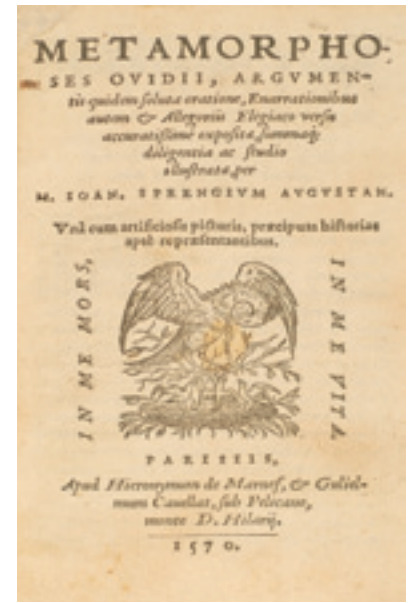 METAMORPHO-
SES OVIDII, ARGVMEN-
tis quidem soluta oratione, Enarrationibus
autem & Allegoriis Elegiaco versu
accuratissime expositæ, summaq;
diligentia ac studio
illustratæ, per
M. IOAN. SPRENGIVM AVGVSTAN.
Vnà cum artificiosis picturis, præcipuas historias
aptè repræsentantibus.
IN ME MORS,
IN ME VITA
PARISIIS,
Apud Hieronymum de Marnef, & Guliel-
mum Cauellat, sub Pelicano,
monte D. Hilarij.
1570.